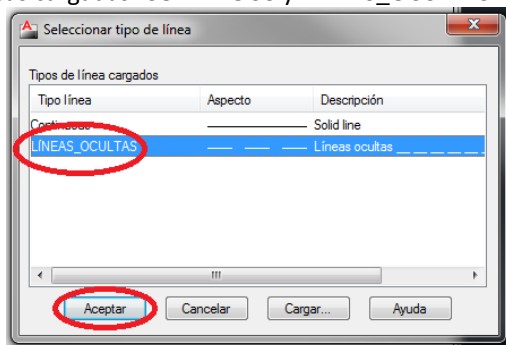 Seleccionar tipo de línea
Tipos de línea cargados
Tipo línea Aspecto Descripción
Continuous Solid line
LÍNEAS_OCULTAS Líneas ocultas __ __ __ __ __
Aceptar Cancelar Cargar... Ayuda